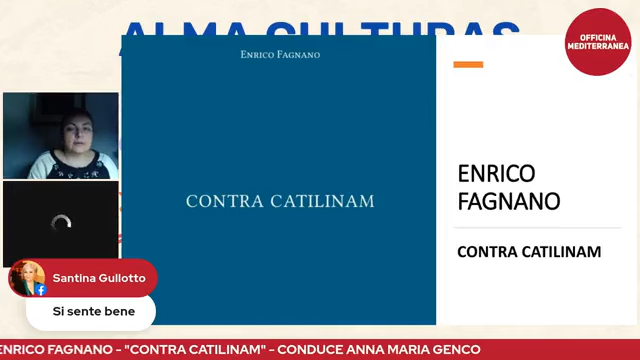 ALMA CULTURAS
OFFICINA
MEDITERRANEA
ENRICO FAGNANO
CONTRA CATILINAM
ENRICO
FAGNANO
CONTRA CATILINAM
Santina Gullotto
Si sente bene
ENRICO FAGNANO - "CONTRA CATILINAM" - CONDUCE ANNA MARIA GENCO